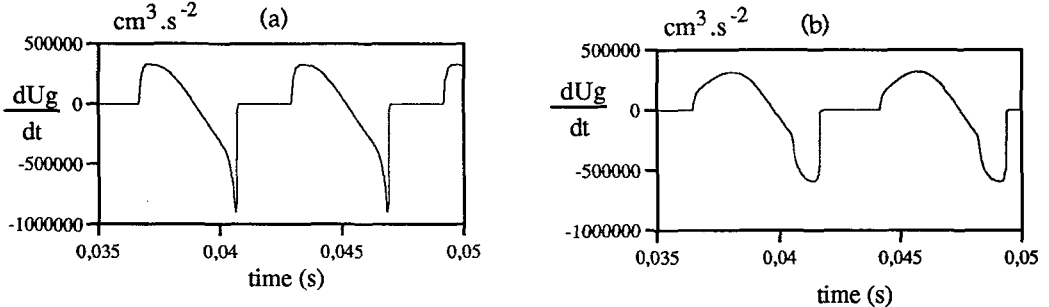 cm³.s⁻² (a)
500000
dUg
dt
0
-500000
-1000000
0,035 0,04 0,045 0,05
time (s)
cm³.s⁻² (b)
500000
dUg
dt
0
-500000
-1000000
0,035 0,04 0,045 0,05
time (s)